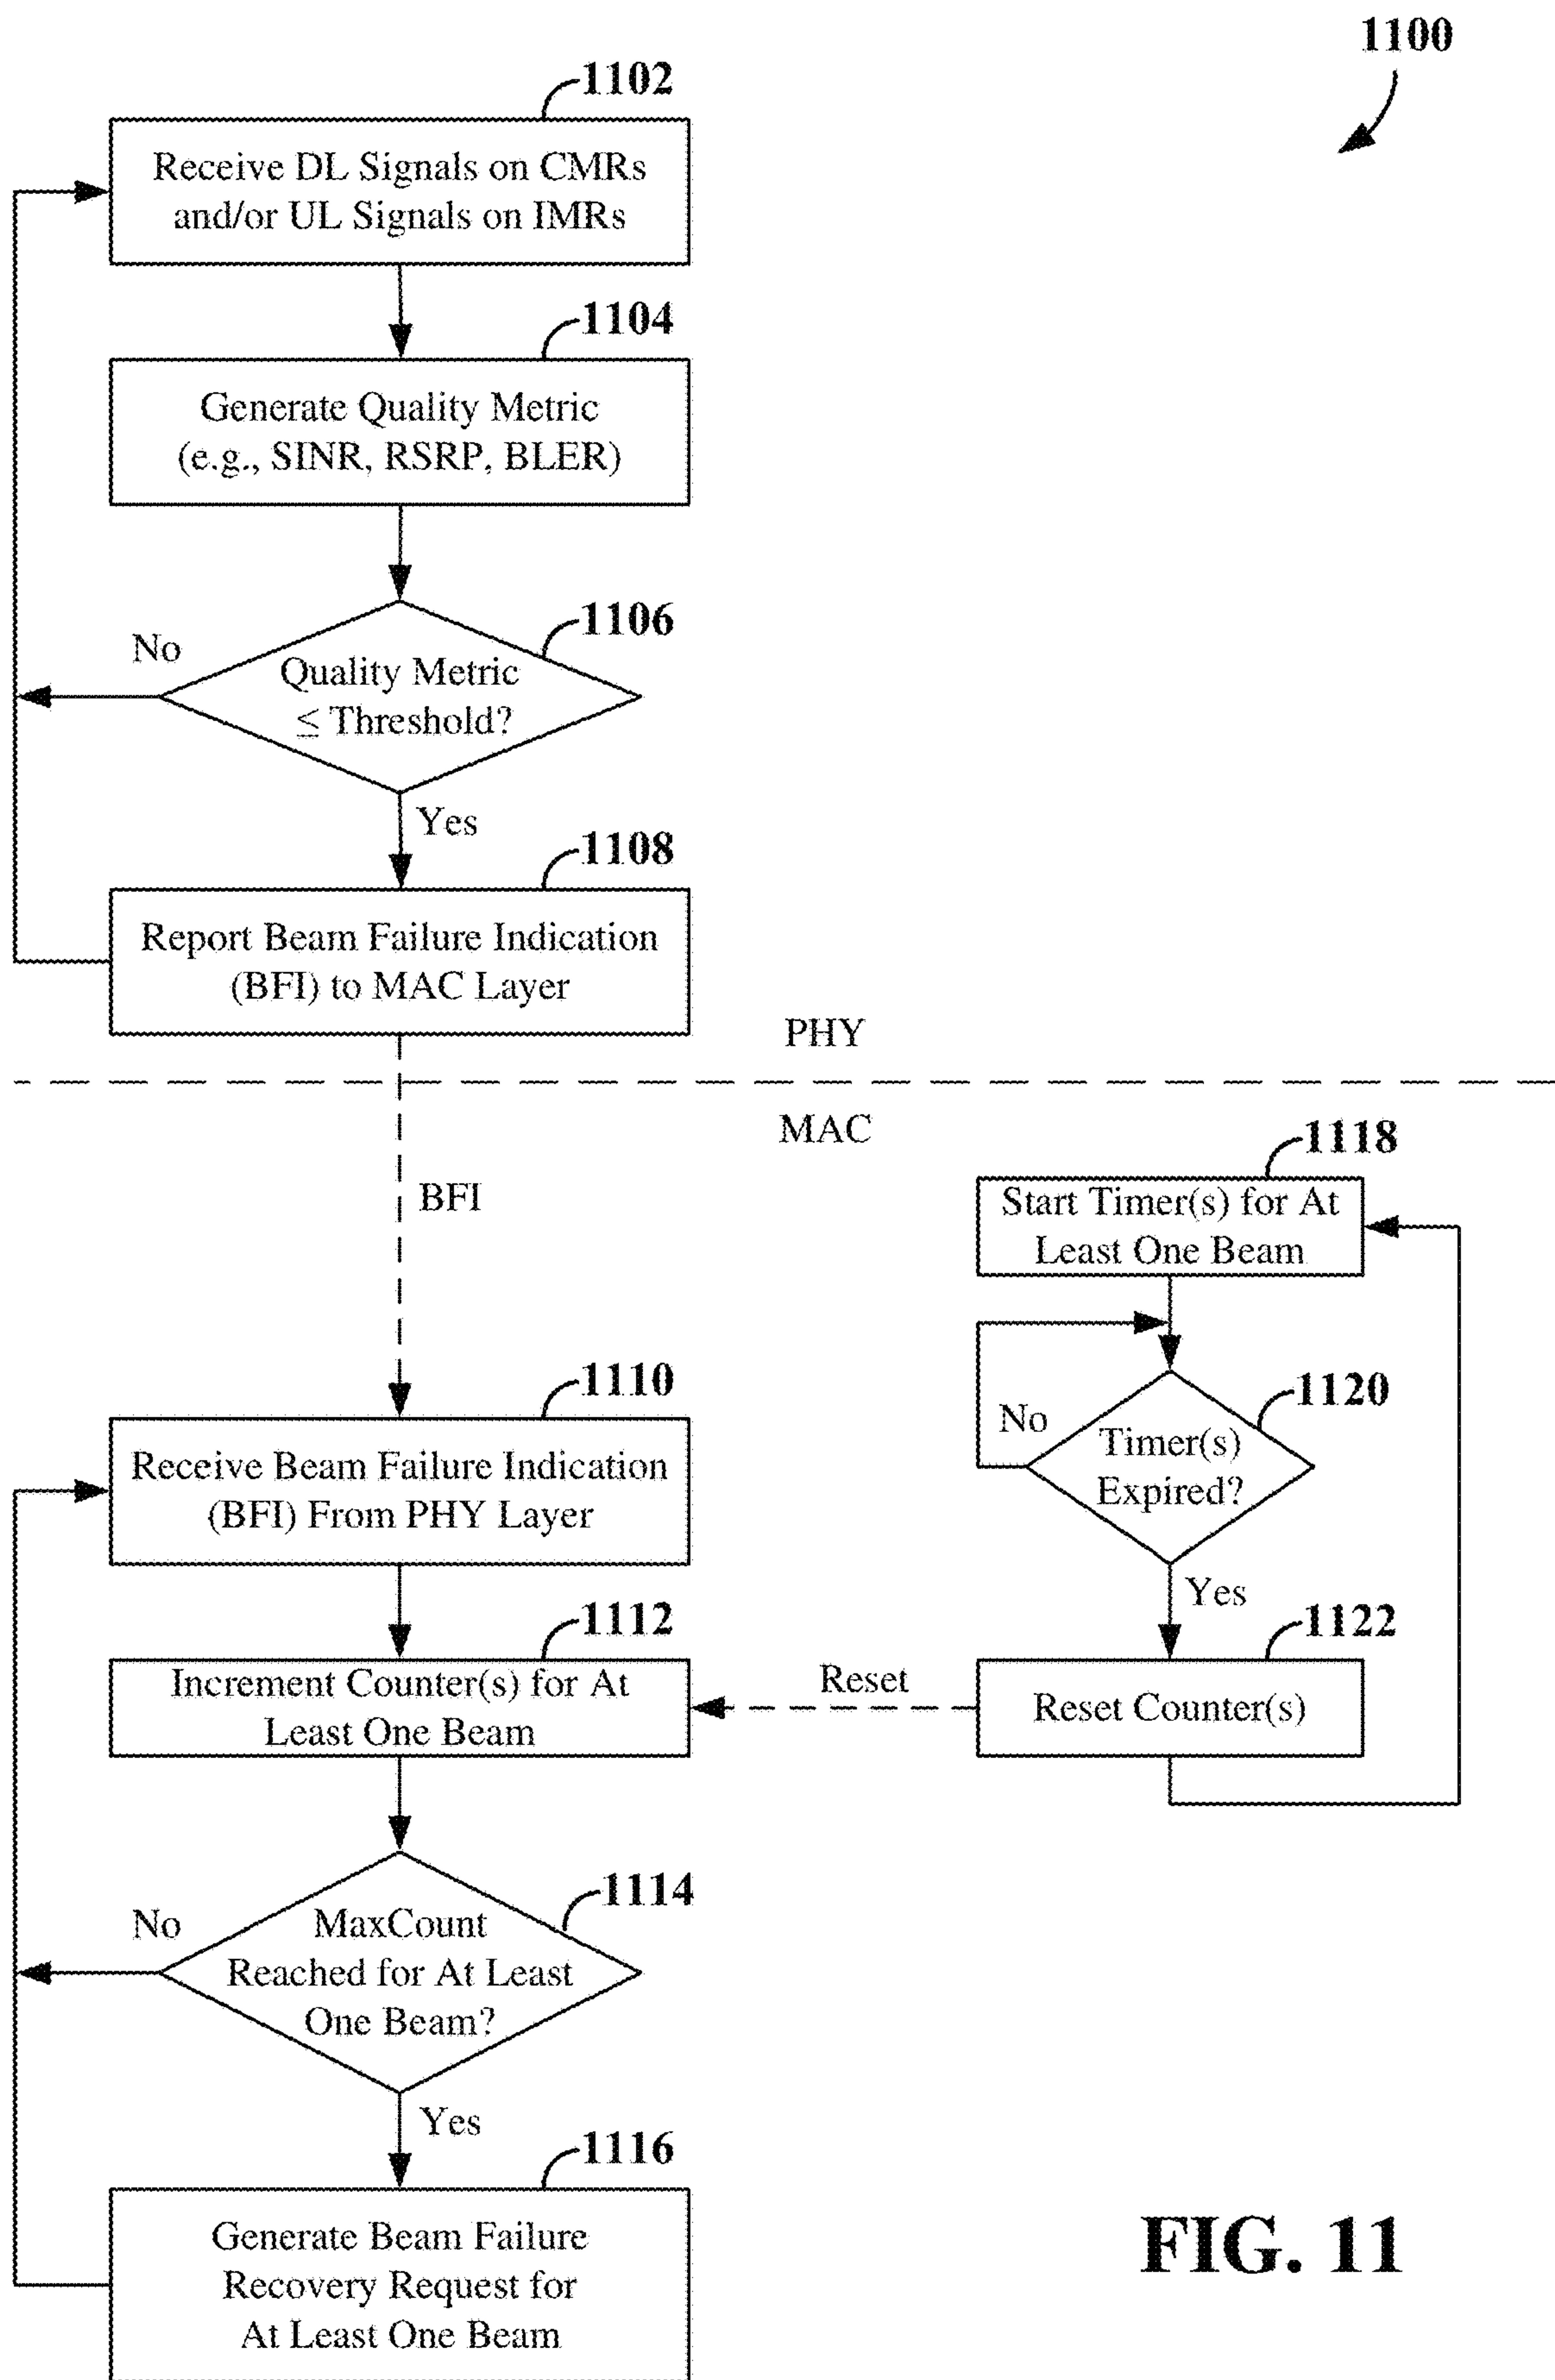 1100
1102
Receive DL Signals on CMRs
and/or UL Signals on IMRs
1104
Generate Quality Metric
(e.g., SINR, RSRP, BLER)
1106
No
Quality Metric
≤ Threshold?
Yes
1108
Report Beam Failure Indication
(BFI) to MAC Layer
PHY
MAC
BFI
1110
Receive Beam Failure Indication
(BFI) From PHY Layer
1112
Increment Counter(s) for At
Least One Beam
1114
No
MaxCount
Reached for At Least
One Beam?
Yes
1116
Generate Beam Failure
Recovery Request for
At Least One Beam
1118
Start Timer(s) for At
Least One Beam
1120
No
Timer(s)
Expired?
Yes
1122
Reset
Reset Counter(s)
FIG. 11